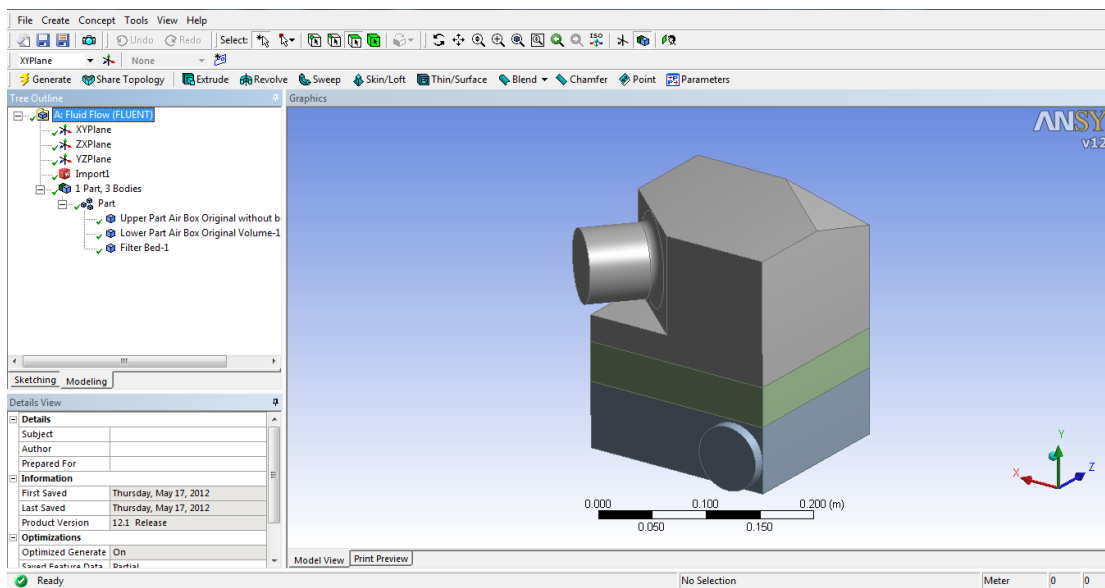 File Create Concept Tools View Help
Undo Redo Select:
XYPlane None
Generate Share Topology Extrude Revolve Sweep Skin/Loft Thin/Surface Blend Chamfer Point Parameters
Tree Outline
Graphics
A: Fluid Flow (FLUENT)
XYPlane
ZXPlane
YZPlane
Import1
1 Part, 3 Bodies
Part
Upper Part Air Box Original without b
Lower Part Air Box Original Volume-1
Filter Bed-1
Sketching Modeling
Details View
Details
Subject
Author
Prepared For
Information
First Saved Thursday, May 17, 2012
Last Saved Thursday, May 17, 2012
Product Version 12.1 Release
Optimizations
Optimized Generate On
Saved Feature Data Partial
ANSY
v12
Y
X
Z
0.000 0.100 0.200 (m)
0.050 0.150
Model View Print Preview
Ready No Selection Meter 0 0